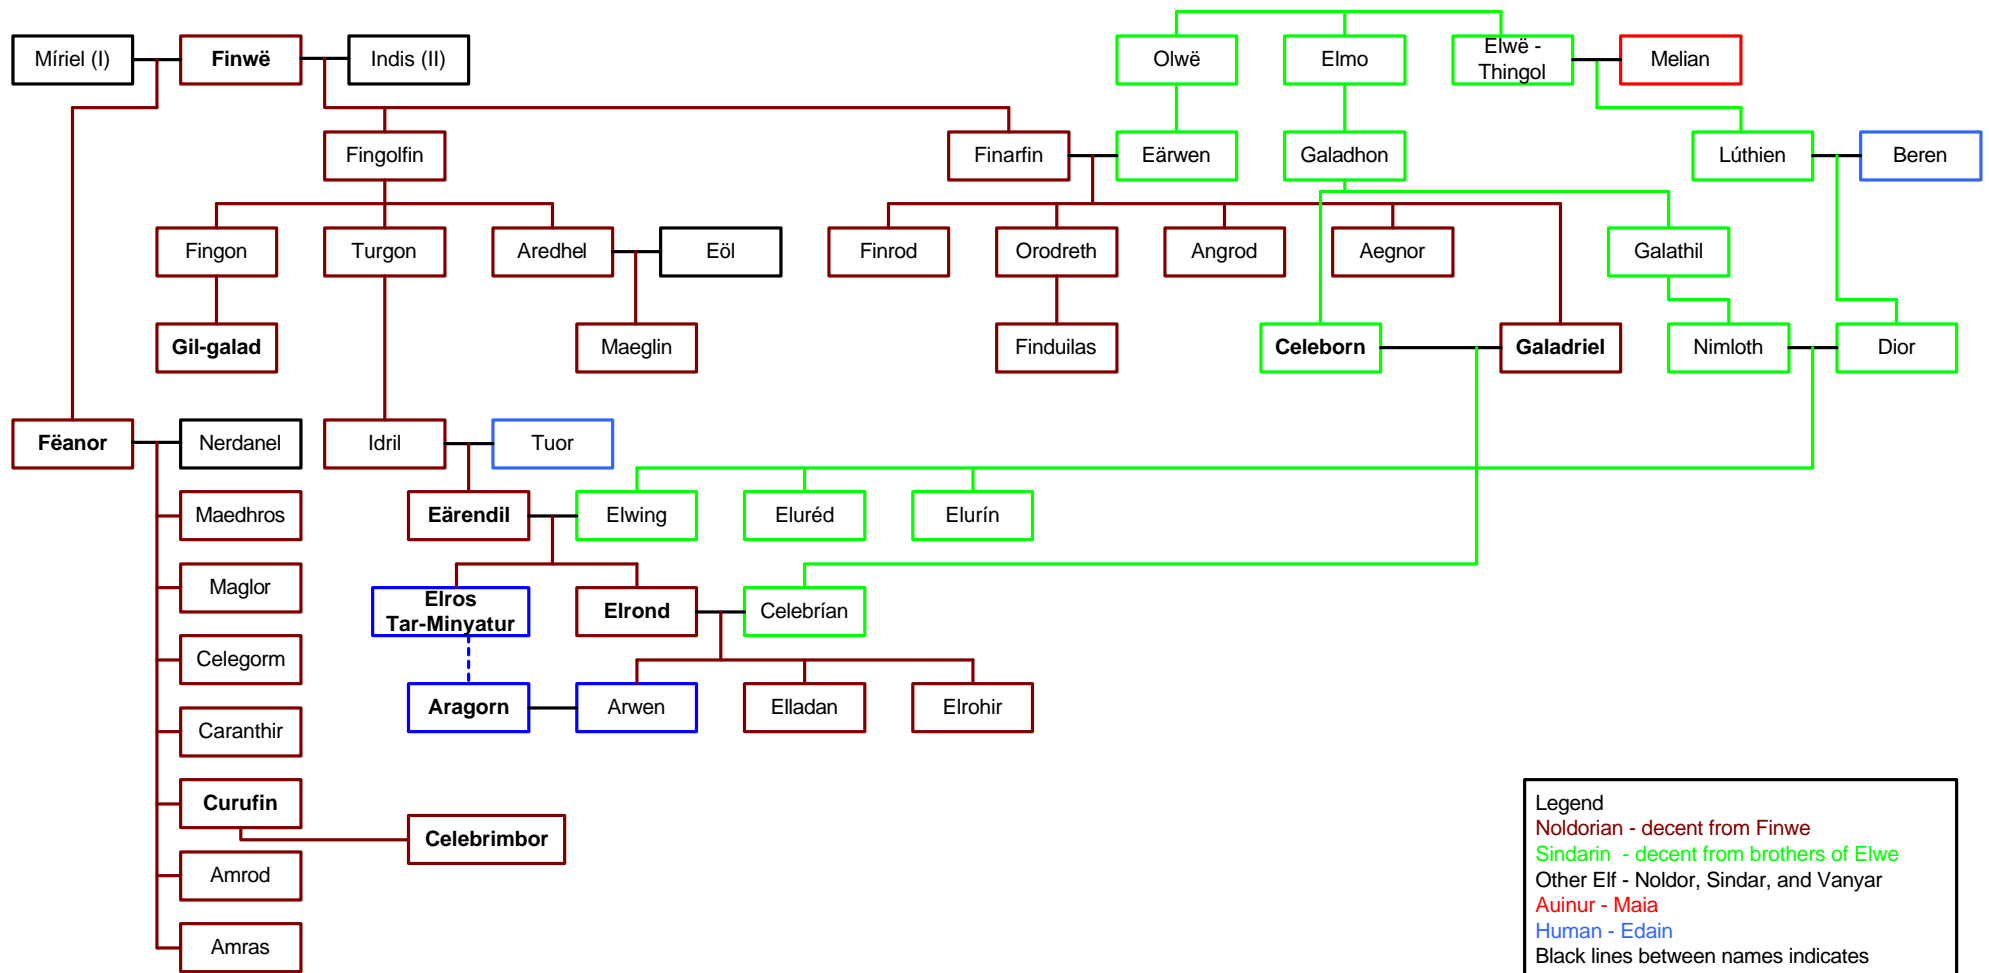 Olwë
Elmo
Elwë -
Thingol
Melian
Míriel (I)
Finwë
Indis (II)
Fingolfin
Finarfin
Eärwen
Galadhon
Lúthien
Beren
Fingon
Turgon
Aredhel
Eöl
Finrod
Orodreth
Angrod
Aegnor
Galathil
Gil-galad
Maeglin
Finduilas
Celeborn
Galadriel
Nimloth
Dior
Fëanor
Nerdanel
Idril
Tuor
Maedhros
Eärendil
Elwing
Eluréd
Elurín
Maglor
Elros
Tar-Minyatur
Elrond
Celebrían
Celegorm
Caranthir
Aragorn
Arwen
Elladan
Elrohir
Curufin
Celebrimbor
Amrod
Amras
Legend
Noldorian - decent from Finwe
Sindarin - decent from brothers of Elwe
Other Elf - Noldor, Sindar, and Vanyar
Auinur - Maia
Human - Edain
Black lines between names indicates